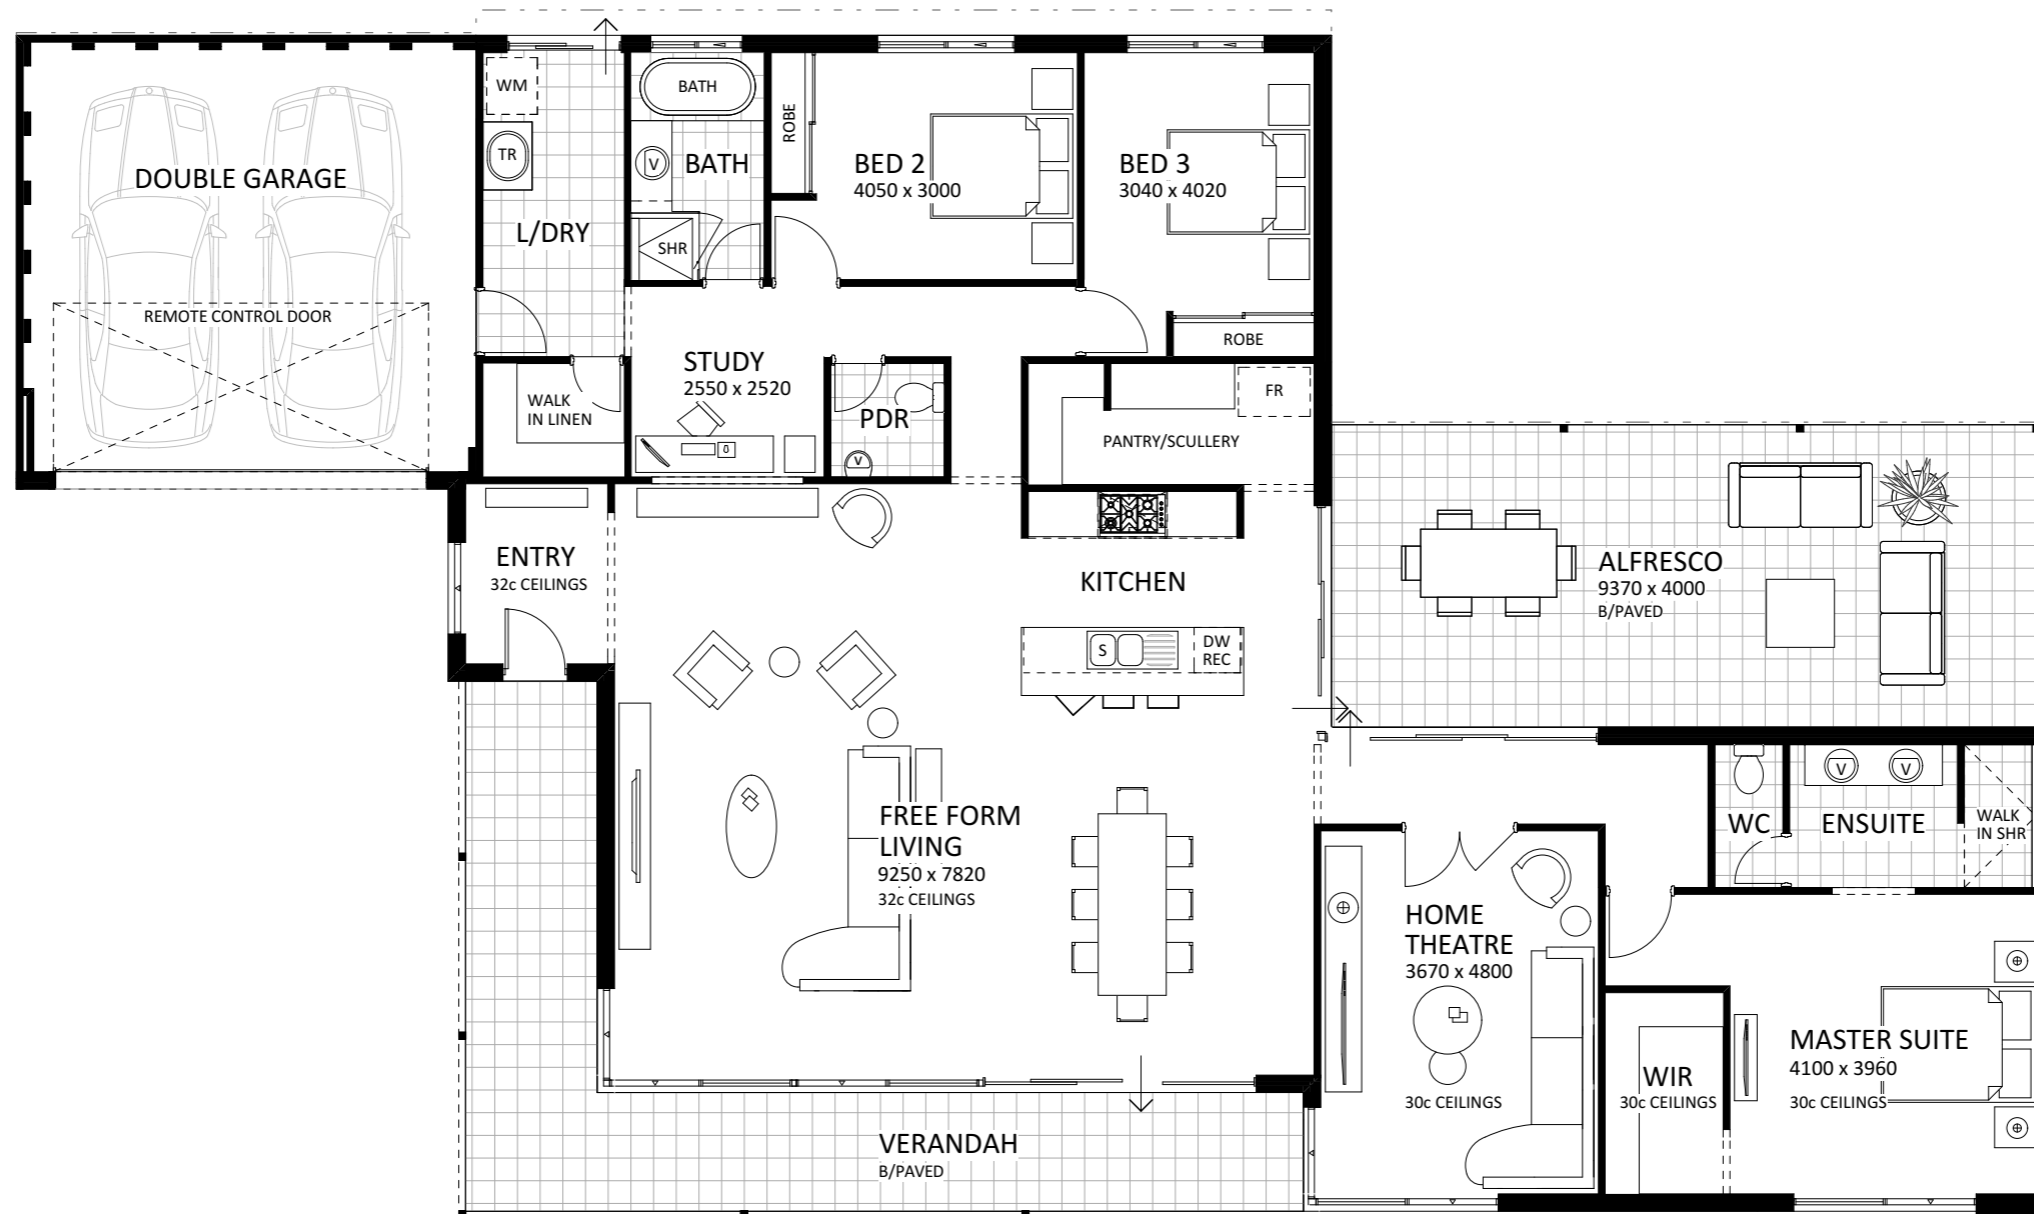 WM
TR
L/DRY
BATH
V
BATH
SHR
ROBE
BED 2
4050 x 3000
BED 3
3040 x 4020
ROBE
DOUBLE GARAGE
REMOTE CONTROL DOOR
WALK
IN LINEN
STUDY
2550 x 2520
PDR
V
FR
PANTRY/SCULLERY
ENTRY
32c CEILINGS
KITCHEN
S
DW
REC
ALFRESCO
9370 x 4000
B/PAVED
FREE FORM
LIVING
9250 x 7820
32c CEILINGS
WC
V
V
ENSUITE
WALK
IN SHR
HOME
THEATRE
3670 x 4800
30c CEILINGS
WIR
30c CEILINGS
MASTER SUITE
4100 x 3960
30c CEILINGS
VERANDAH
B/PAVED